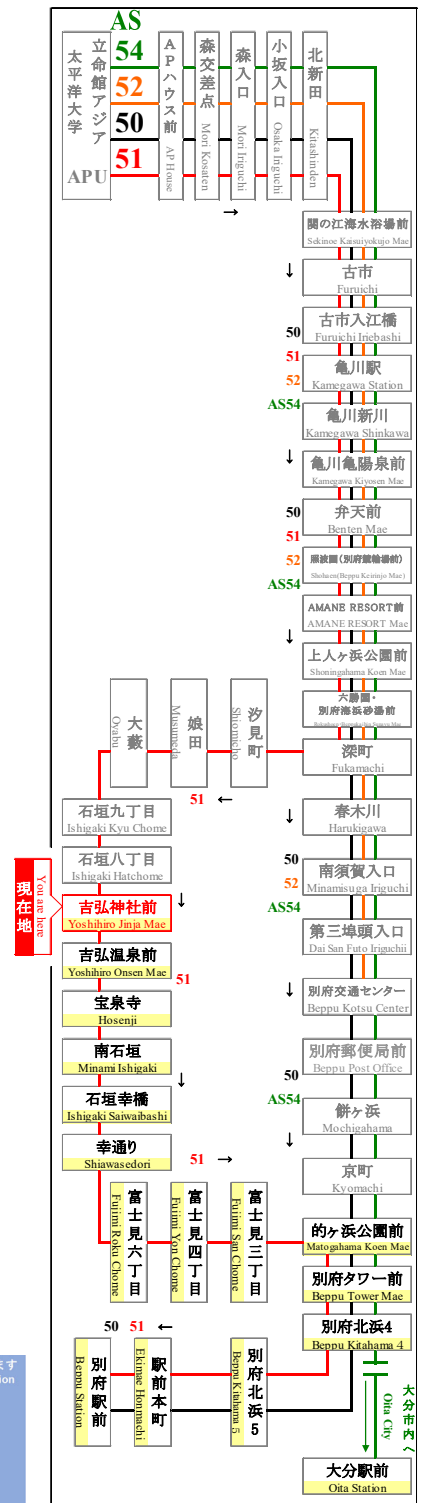 AS
54
52
50
51
立命館アジア
太平洋大学
APU
APハウス前
AP House
森交差点
Mori Kosaten
森入口
Mori Iriguchi
小坂入口
Osaka Iriguchi
北新田
Kitashinden
→
関の江海水浴場前
Sekinoe Kaisuiyokujo Mae
↓
古市
Furuichi
古市入江橋
Furuichi Iriebashi
50
51
52
AS54
亀川駅
Kamegawa Station
亀川新川
Kamegawa Shinkawa
↓
亀川亀陽泉前
Kamegawa Kiyosen Mae
弁天前
Benten Mae
50
51
52
AS54
照波園(別府競輪場前)
Shohaen(Beppu Keirinjo Mae)
AMANE RESORT前
AMANE RESORT Mae
↓
上人ヶ浜公園前
Shoningahama Koen Mae
六勝園・
別府海浜砂湯前
深町
Fukamachi
汐見町
Shiomicho
娘田
Musumeda
大藪
Oyabu
51 ←
石垣九丁目
Ishigaki Kyu Chome
石垣八丁目
Ishigaki Hatchome
↓
現在地
You are here
吉弘神社前
Yoshihiro Jinja Mae
吉弘温泉前
Yoshihiro Onsen Mae
51
宝泉寺
Hosenji
南石垣
Minami Ishigaki
↓
石垣幸橋
Ishigaki Saiwaibashi
幸通り
Shiawasedori
51 →
富士見六丁目
Fujimi Roku Chome
富士見四丁目
Fujimi Yon Chome
富士見三丁目
Fujimi San Chome
↓
春木川
Harukigawa
50
52
AS54
南須賀入口
Minamisuga Iriguchi
第三埠頭入口
Dai San Futo Iriguchii
↓
別府交通センター
Beppu Kotsu Center
別府郵便局前
Beppu Post Office
50
AS54
餅ヶ浜
Mochigahama
↓
京町
Kyomachi
的ヶ浜公園前
Matogahama Koen Mae
別府タワー前
Beppu Tower Mae
別府北浜4
Beppu Kitahama 4
50 51 ←
別府北浜5
Beppu Kitahama 5
駅前本町
Ekimae Honmachi
別府駅前
Beppu Station
大分市内へ
Oita City
大分駅前
Oita Station
ます
ion